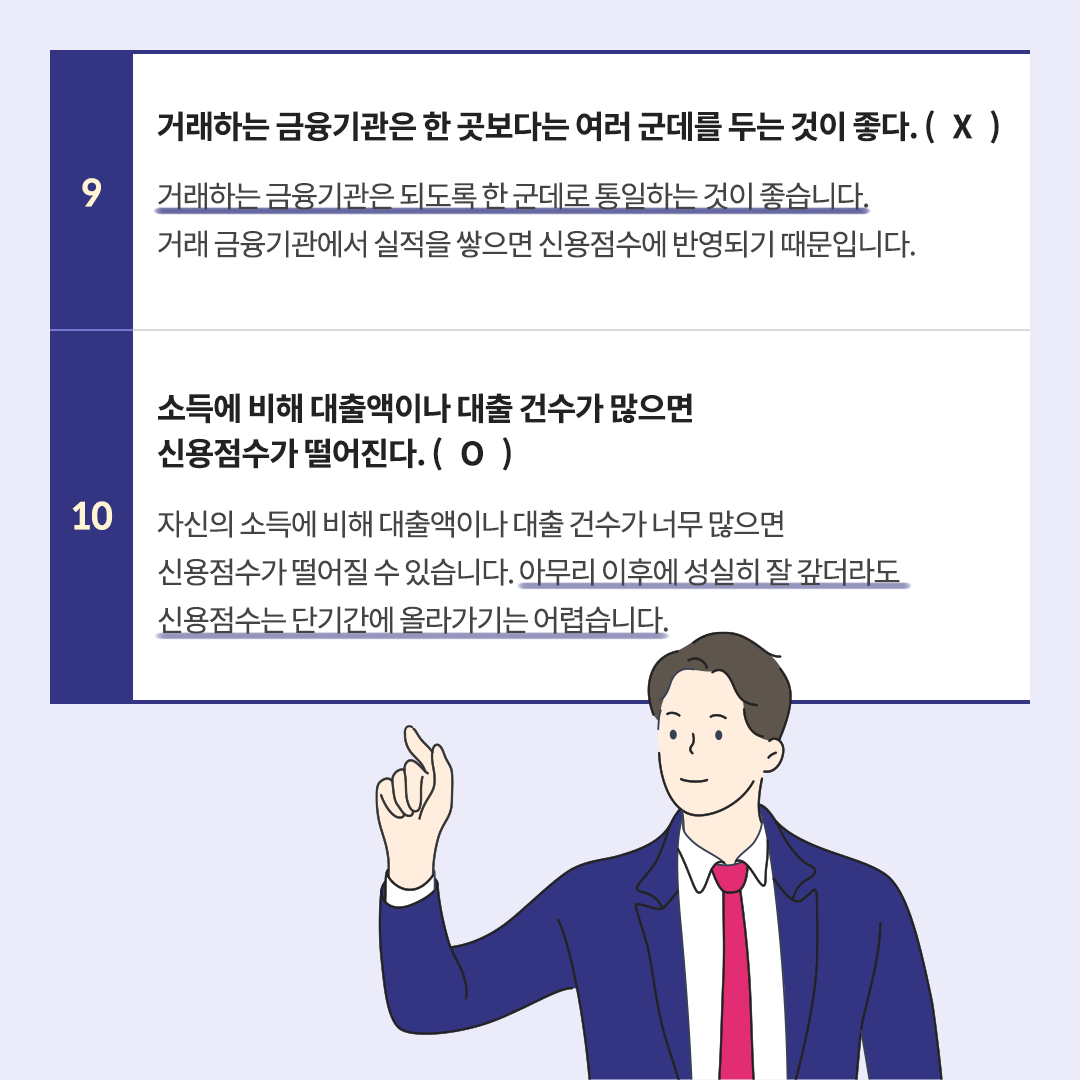 9
거래하는 금융기관은 한 곳보다는 여러 군데를 두는 것이 좋다. ( X )
거래하는 금융기관은 되도록 한 군데로 통일하는 것이 좋습니다.
거래 금융기관에서 실적을 쌓으면 신용점수에 반영되기 때문입니다.
10
소득에 비해 대출액이나 대출 건수가 많으면
신용점수가 떨어진다. ( O )
자신의 소득에 비해 대출액이나 대출 건수가 너무 많으면
신용점수가 떨어질 수 있습니다. 아무리 이후에 성실히 잘 갚더라도
신용점수는 단기간에 올라가기는 어렵습니다.